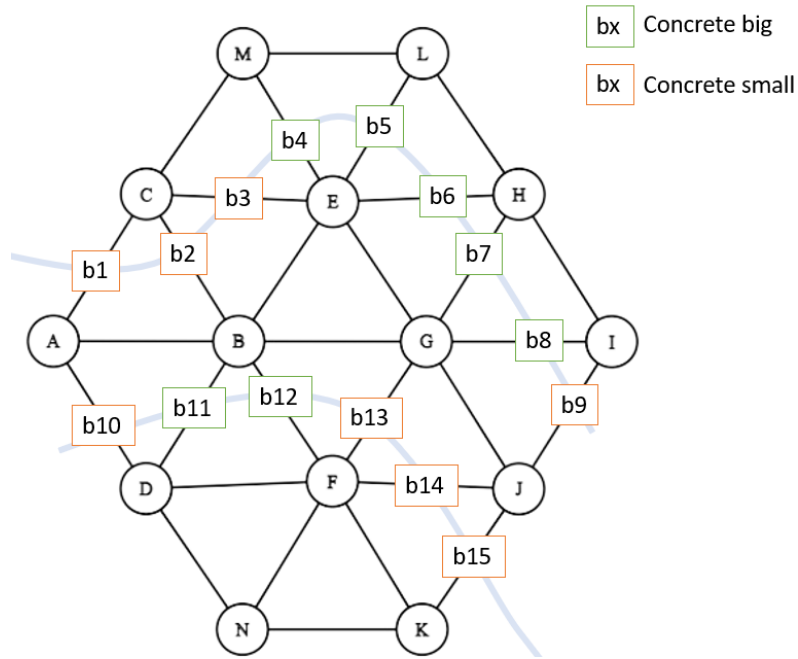 bx Concrete big
M L
bx Concrete small
b4 b5
C b3 E b6 H
b2 b7
b1
A B G b8 I
b12 b9
b11 b13
b10
D F b14 J
b15
N K